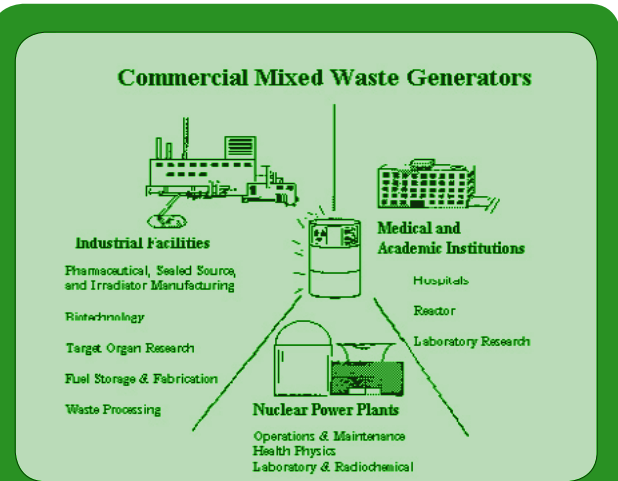 Commercial Mixed Waste Generators
Industrial Facilities
Pharmaceutical, Sealed Source,
and Irradiator Manufacturing
Biotechnology
Target Organ Research
Fuel Storage & Fabrication
Waste Processing
Medical and
Academic Institutions
Hospitals
Reactor
Laboratory Research
Nuclear Power Plants
Operations & Maintenance
Health Physics
Laboratory & Radiochemical